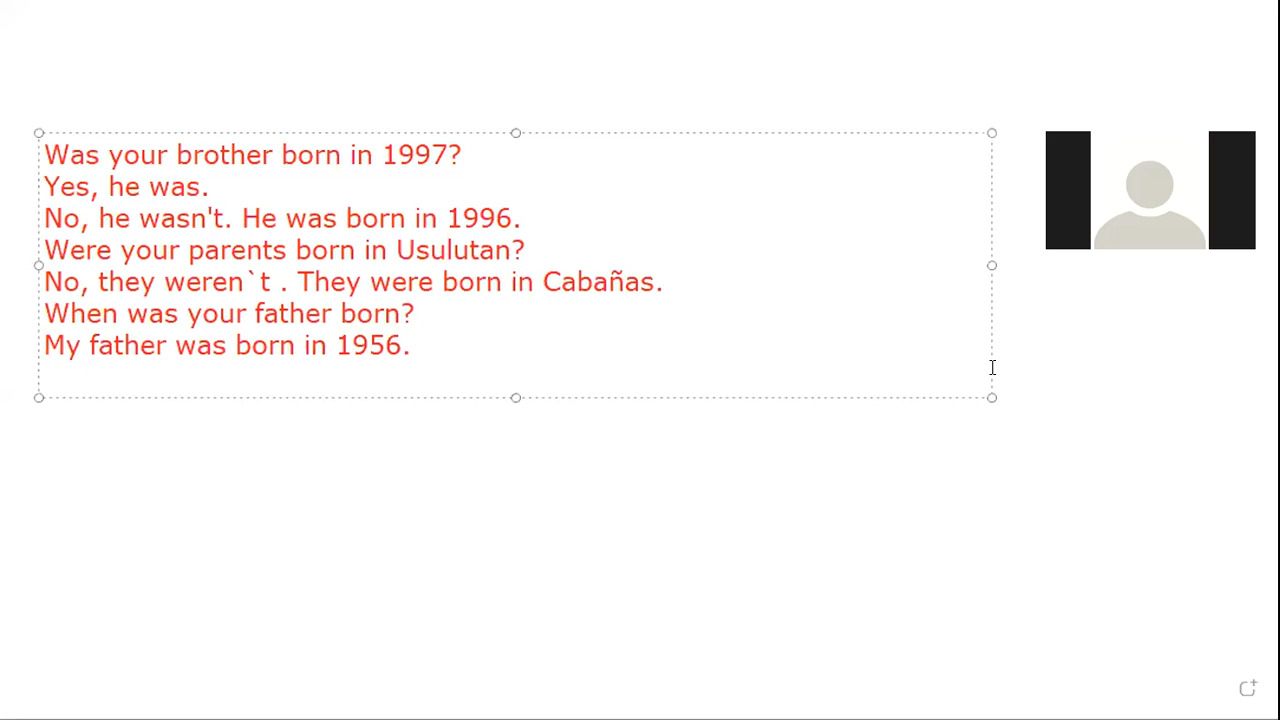 Was your brother born in 1997?
Yes, he was.
No, he wasn't. He was born in 1996.
Were your parents born in Usulutan?
No, they weren`t . They were born in Cabañas.
When was your father born?
My father was born in 1956.